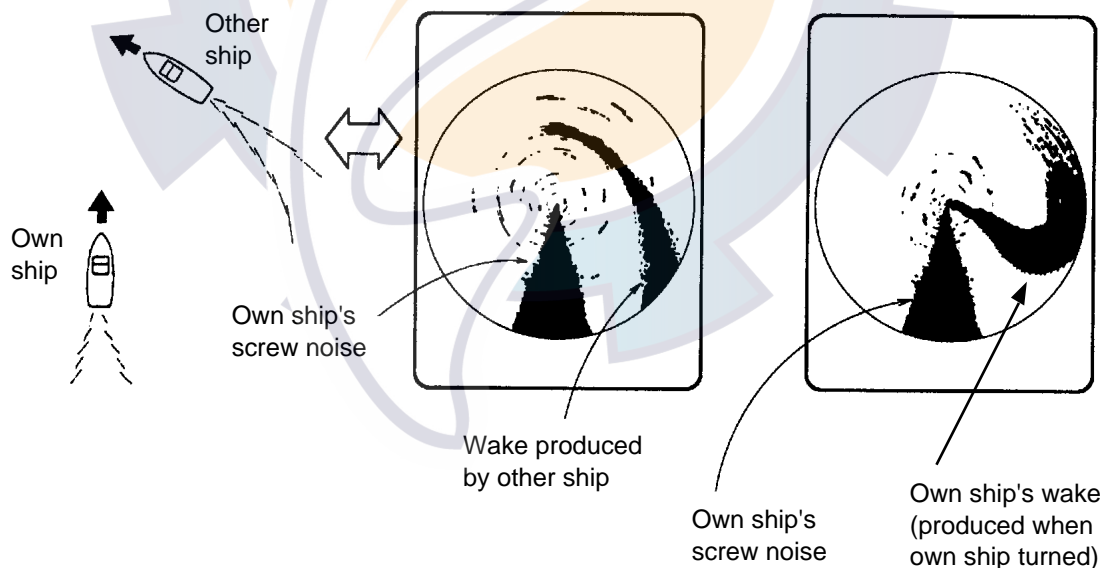 Other
ship
Own
ship
Own ship's
screw noise
Wake produced
by other ship
Own ship's
screw noise
Own ship's wake
(produced when
own ship turned)